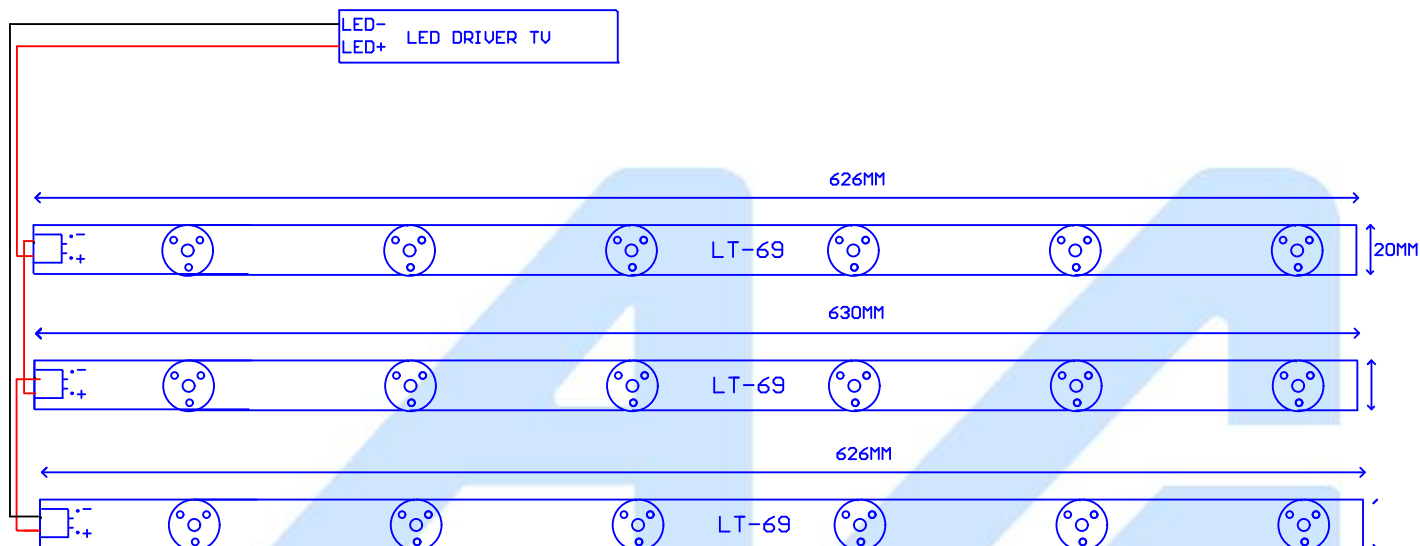 LED-
LED+ LED DRIVER TV
626MM
-
+
LT-69
20MM
630MM
-
+
LT-69
626MM
-
+
LT-69